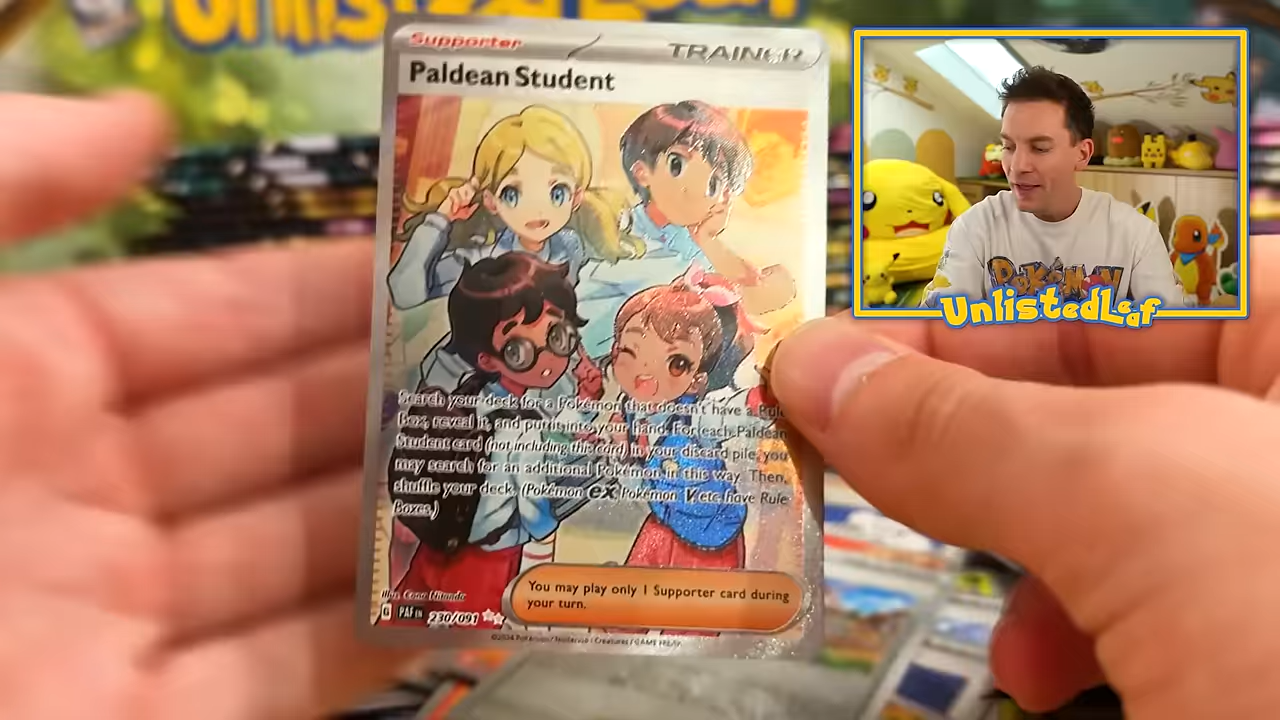 UnlistedLeaf
Supporter
TRAINER
Paldean Student
Search your deck for a Pokémon that doesn't have a Rule
Box, reveal it, and put it into your hand. For each Paldean
Student card (not including this card) in your discard pile, you
may search for an additional Pokémon in this way. Then,
shuffle your deck. (Pokémon ex, Pokémon V, etc. have Rule
Boxes.)
You may play only 1 Supporter card during
your turn.
Illus.
G PAF EN 230/091
©2024 Pokémon / Nintendo / Creatures / GAME FREAK
POKÉMON
UnlistedLeaf